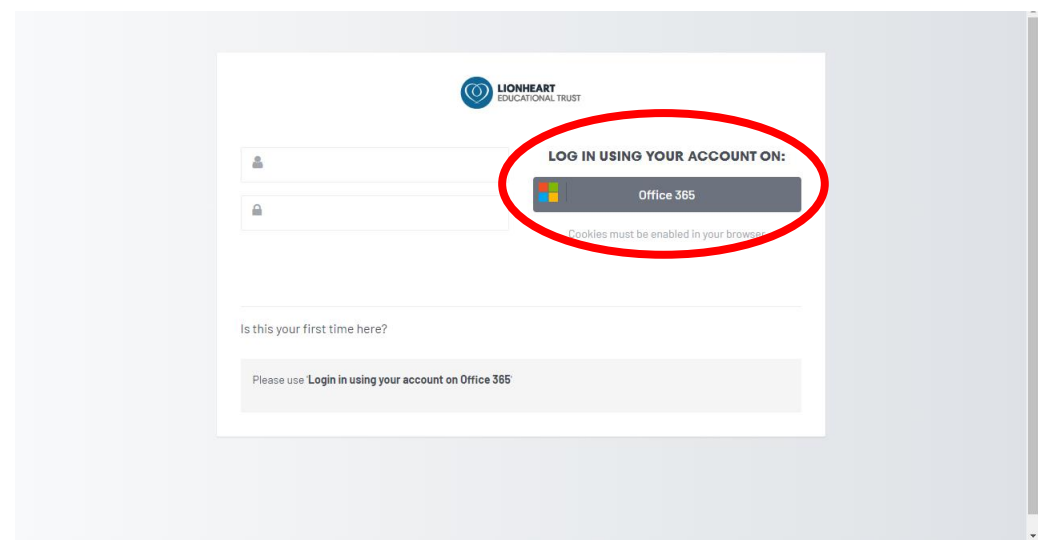 LIONHEART
EDUCATIONAL TRUST
LOG IN USING YOUR ACCOUNT ON:
Office 365
Cookies must be enabled in your browser
Is this your first time here?
Please use 'Login in using your account on Office 365'